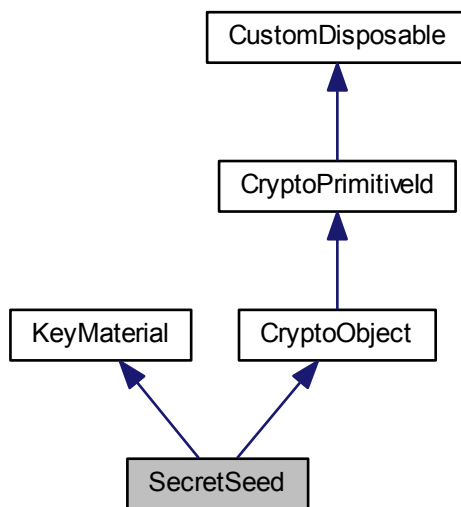 CustomDisposable
CryptoPrimitiveId
KeyMaterial
CryptoObject
SecretSeed